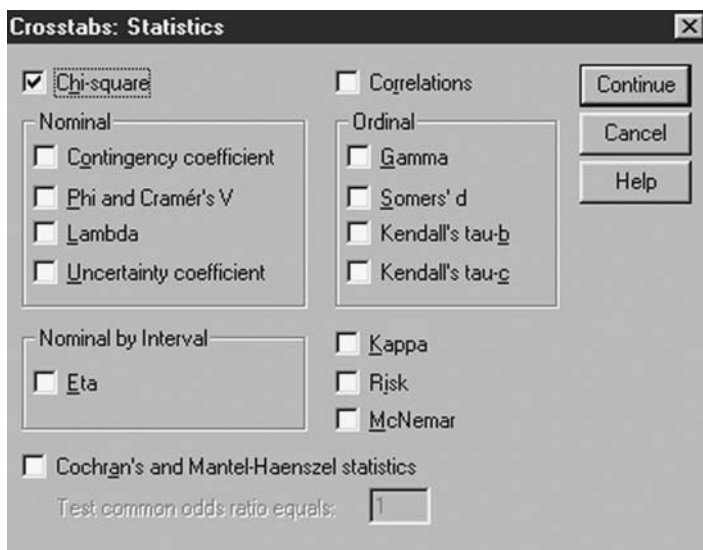 Crosstabs: Statistics
Chi-square
Correlations
Continue
Cancel
Help
Nominal
Contingency coefficient
Phi and Cramér's V
Lambda
Uncertainty coefficient
Ordinal
Gamma
Somers' d
Kendall's tau-b
Kendall's tau-c
Nominal by Interval
Eta
Kappa
Risk
McNemar
Cochran's and Mantel-Haenszel statistics
Test common odds ratio equals: 1